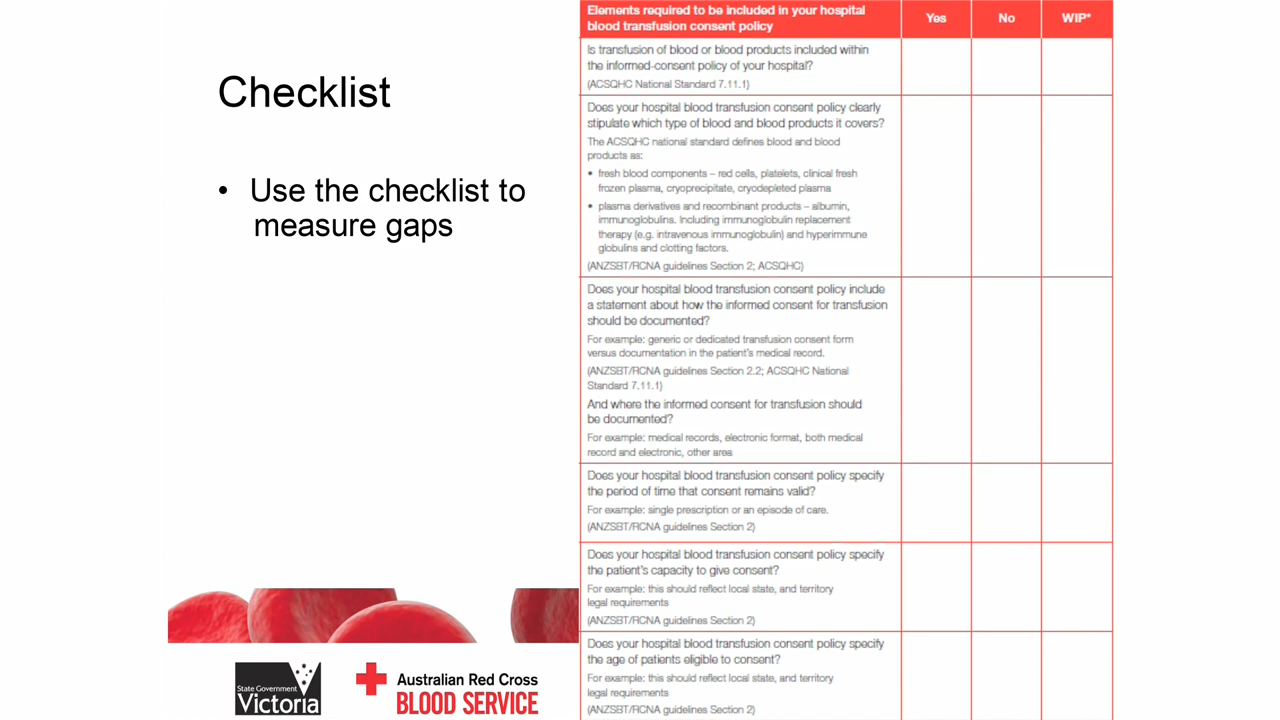 Checklist
• Use the checklist to
measure gaps
Elements required to be included in your hospital
blood transfusion consent policy
Yes
No
WIP*
Is transfusion of blood or blood products included within
the informed-consent policy of your hospital?
(ACSQHC National Standard 7.11.1)
Does your hospital blood transfusion consent policy clearly
stipulate which type of blood and blood products it covers?
The ACSQHC national standard defines blood and blood
products as:
• fresh blood components – red cells, platelets, clinical fresh
frozen plasma, cryoprecipitate, cryodepleted plasma
• plasma derivatives and recombinant products – albumin,
immunoglobulins. Including immunoglobulin replacement
therapy (e.g. intravenous immunoglobulin) and hyperimmune
globulins and clotting factors.
(ANZSBT/RCNA guidelines Section 2; ACSQHC)
Does your hospital blood transfusion consent policy include
a statement about how the informed consent for transfusion
should be documented?
For example: generic or dedicated transfusion consent form
versus documentation in the patient's medical record.
(ANZSBT/RCNA guidelines Section 2.2; ACSQHC National
Standard 7.11.1)
And where the informed consent for transfusion should
be documented?
For example: medical records, electronic format, both medical
record and electronic, other area
Does your hospital blood transfusion consent policy specify
the period of time that consent remains valid?
For example: single prescription or an episode of care.
(ANZSBT/RCNA guidelines Section 2)
Does your hospital blood transfusion consent policy specify
the patient's capacity to give consent?
For example: this should reflect local state, and territory
legal requirements
(ANZSBT/RCNA guidelines Section 2)
Does your hospital blood transfusion consent policy specify
the age of patients eligible to consent?
For example: this should reflect local state, and territory
legal requirements
(ANZSBT/RCNA guidelines Section 2)
State Government
Victoria
Australian Red Cross
BLOOD SERVICE